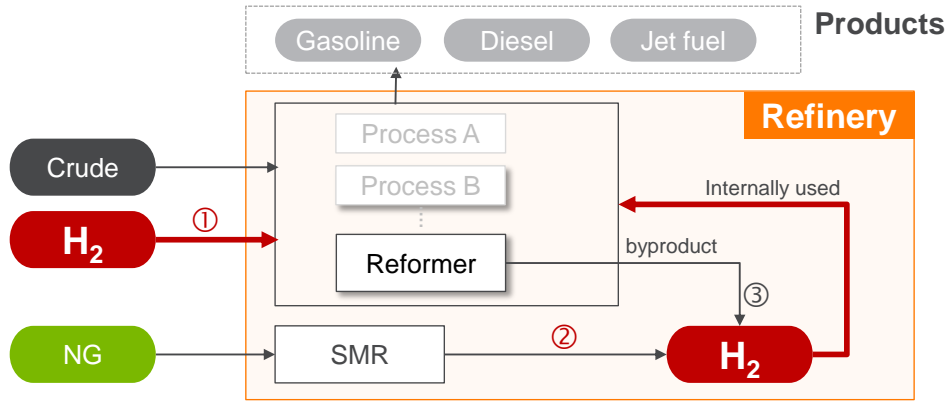 Products
Gasoline
Diesel
Jet fuel
Refinery
Process A
Crude
Process B
Internally used
①
H₂
Reformer
byproduct
③
②
NG
SMR
H₂